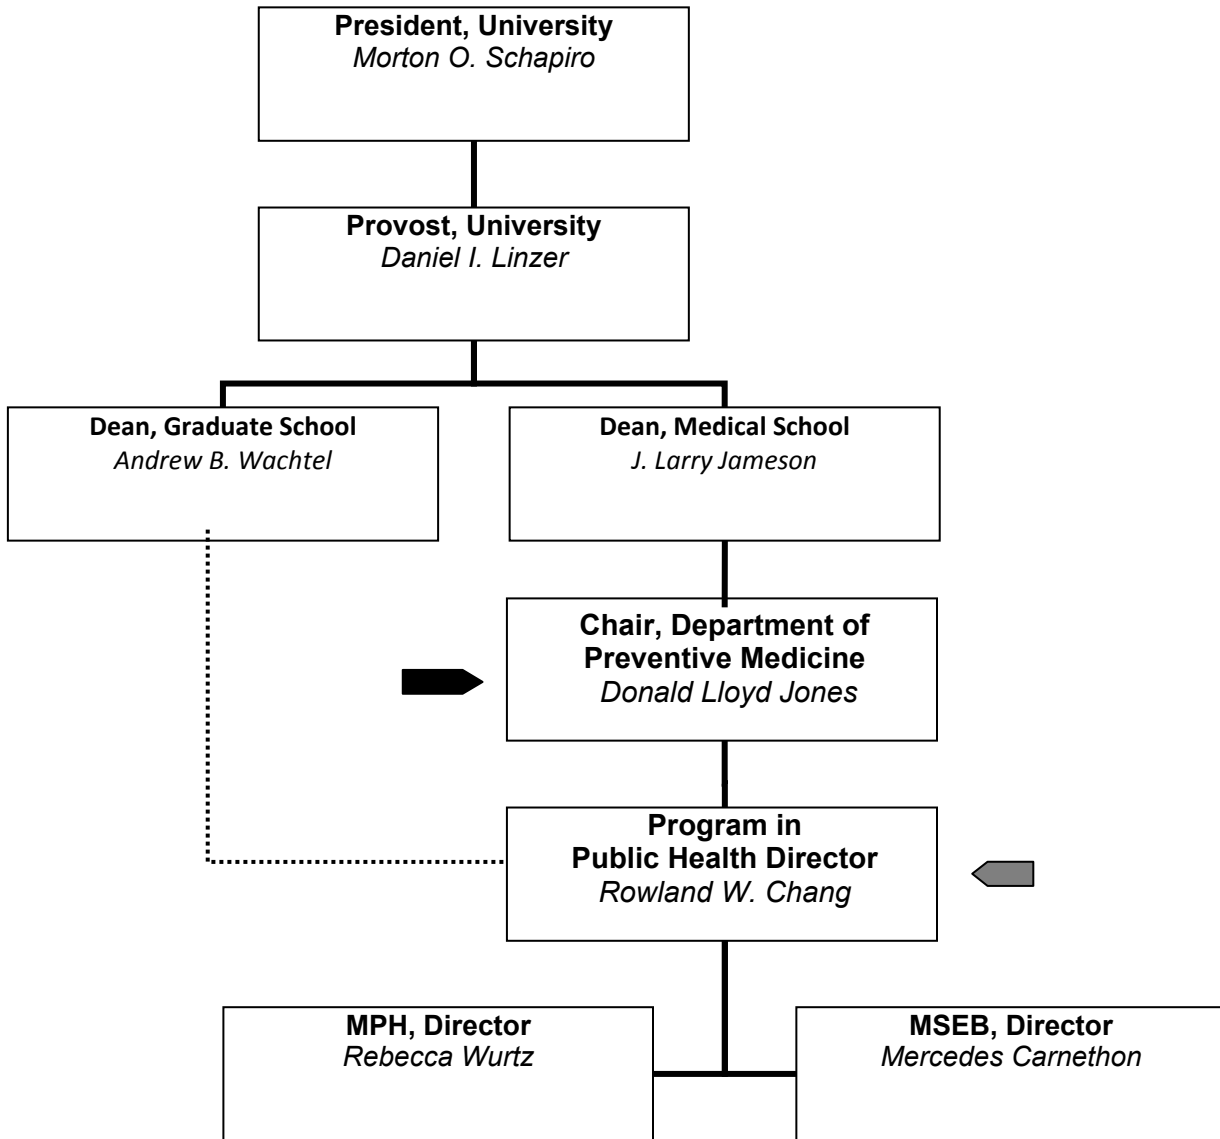 President, University
Morton O. Schapiro
Provost, University
Daniel I. Linzer
Dean, Graduate School
Andrew B. Wachtel
Dean, Medical School
J. Larry Jameson
Chair, Department of
Preventive Medicine
Donald Lloyd Jones
Program in
Public Health Director
Rowland W. Chang
MPH, Director
Rebecca Wurtz
MSEB, Director
Mercedes Carnethon